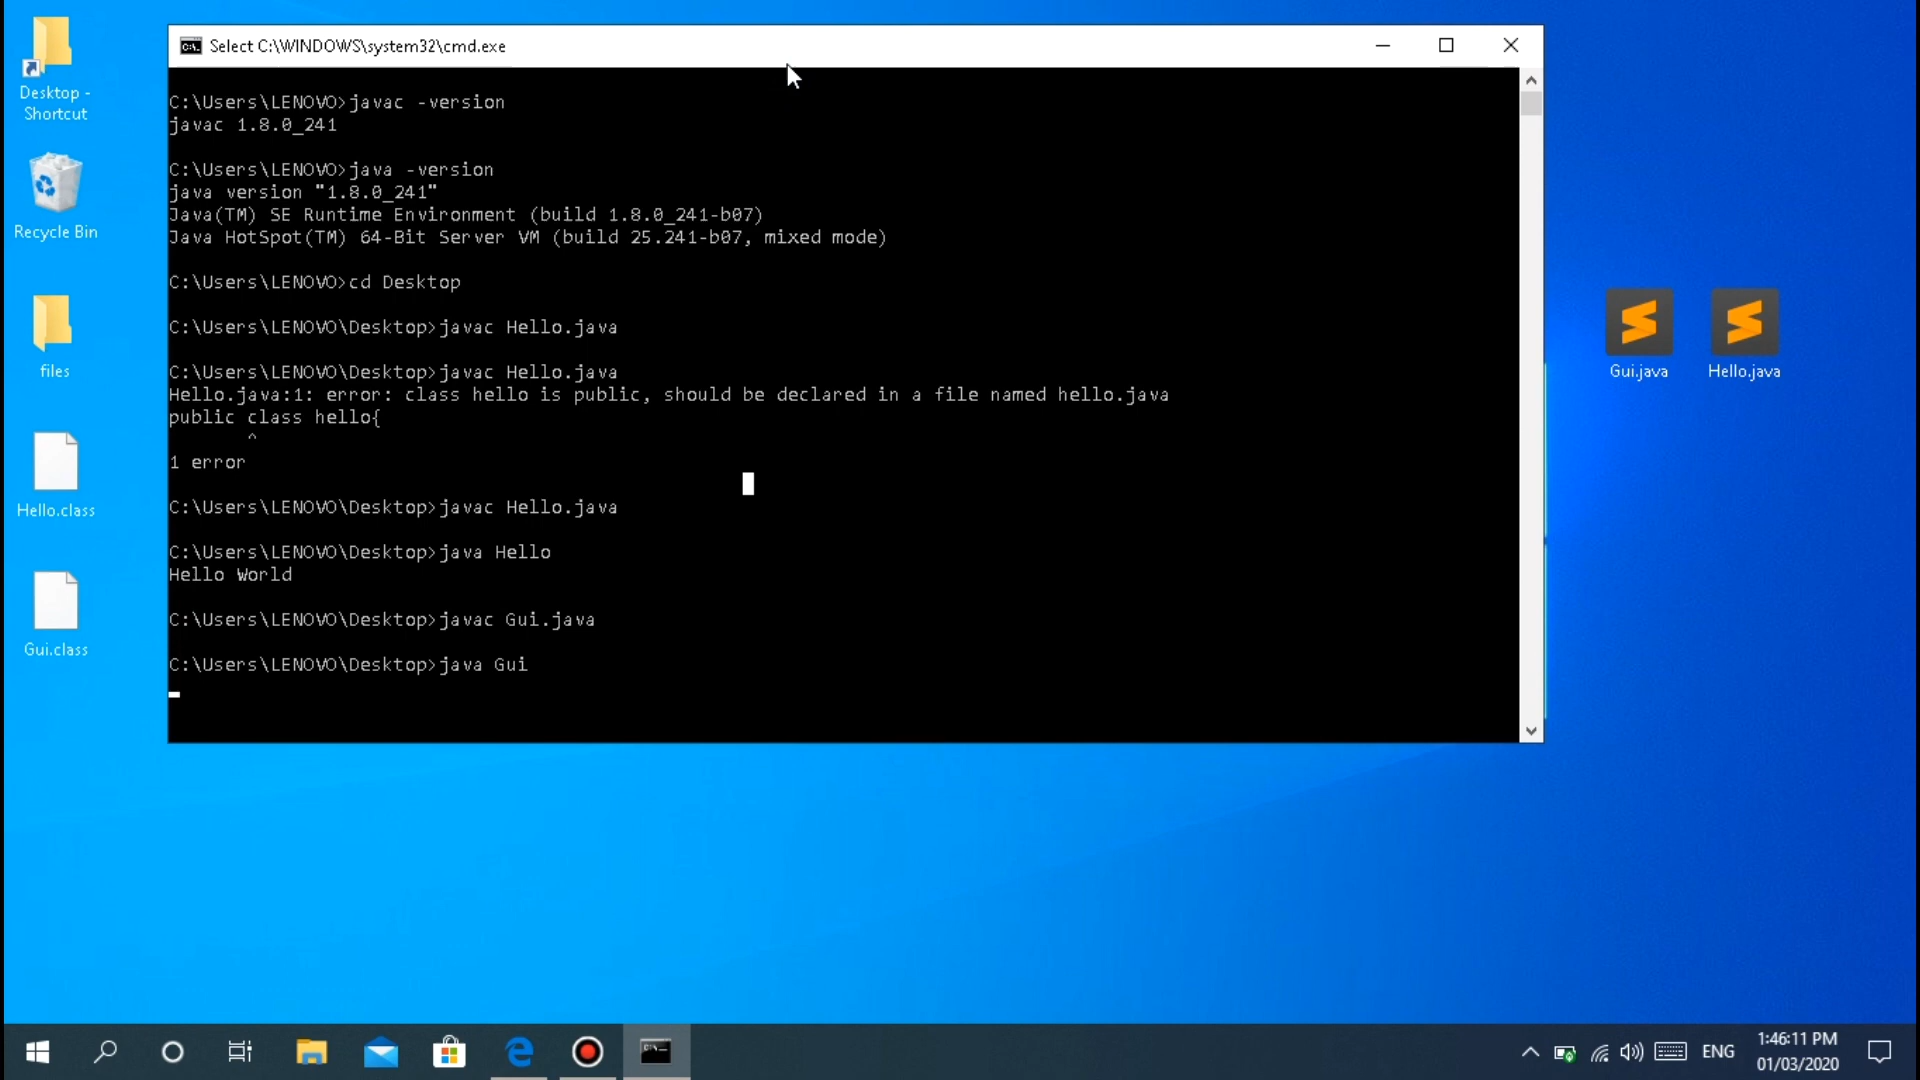 Desktop -
Shortcut
Recycle Bin
files
Hello.class
Gui.class
Select C:\WINDOWS\system32\cmd.exe
C:\Users\LENOVO>javac -version
javac 1.8.0_241
C:\Users\LENOVO>java -version
java version "1.8.0_241"
Java(TM) SE Runtime Environment (build 1.8.0_241-b07)
Java HotSpot(TM) 64-Bit Server VM (build 25.241-b07, mixed mode)
C:\Users\LENOVO>cd Desktop
C:\Users\LENOVO\Desktop>javac Hello.java
C:\Users\LENOVO\Desktop>javac Hello.java
Hello.java:1: error: class hello is public, should be declared in a file named hello.java
public class hello{
^
1 error
C:\Users\LENOVO\Desktop>javac Hello.java
C:\Users\LENOVO\Desktop>java Hello
Hello World
C:\Users\LENOVO\Desktop>javac Gui.java
C:\Users\LENOVO\Desktop>java Gui
Gui.java
Hello.java
ENG
1:46:11 PM
01/03/2020